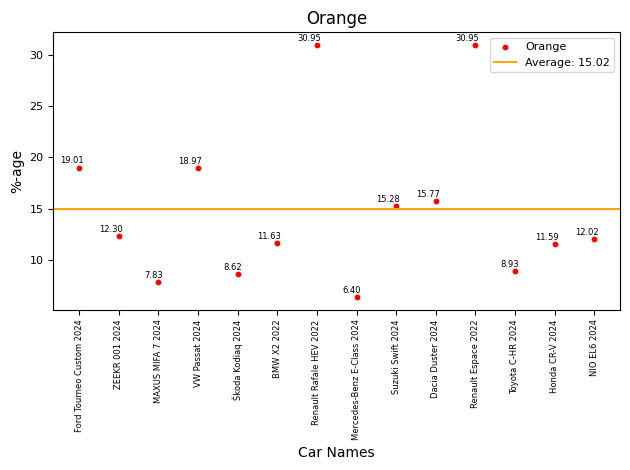 Orange
30.95
30.95
Orange
Average: 15.02
30
25
20
15
10
%-age
19.01
12.30
7.83
18.97
8.62
11.63
6.40
15.28
15.77
8.93
11.59
12.02
Ford Tourneo Custom 2024
ZEEKR 001 2024
MAXUS MIFA 7 2024
VW Passat 2024
Škoda Kodiaq 2024
BMW X2 2022
Renault Rafale HEV 2022
Mercedes-Benz E-Class 2024
Suzuki Swift 2024
Dacia Duster 2024
Renault Espace 2022
Toyota C-HR 2024
Honda CR-V 2024
NIO EL6 2024
Car Names